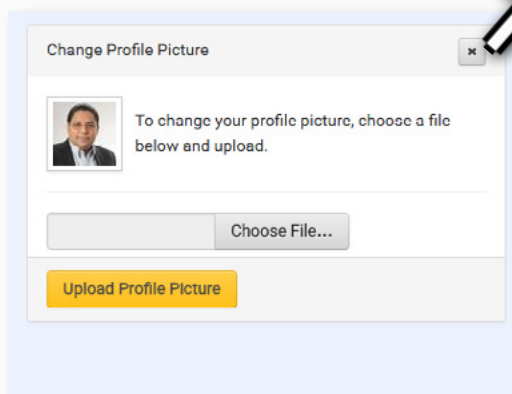 Change Profile Picture
To change your profile picture, choose a file
below and upload.
Choose File...
Upload Profile Picture